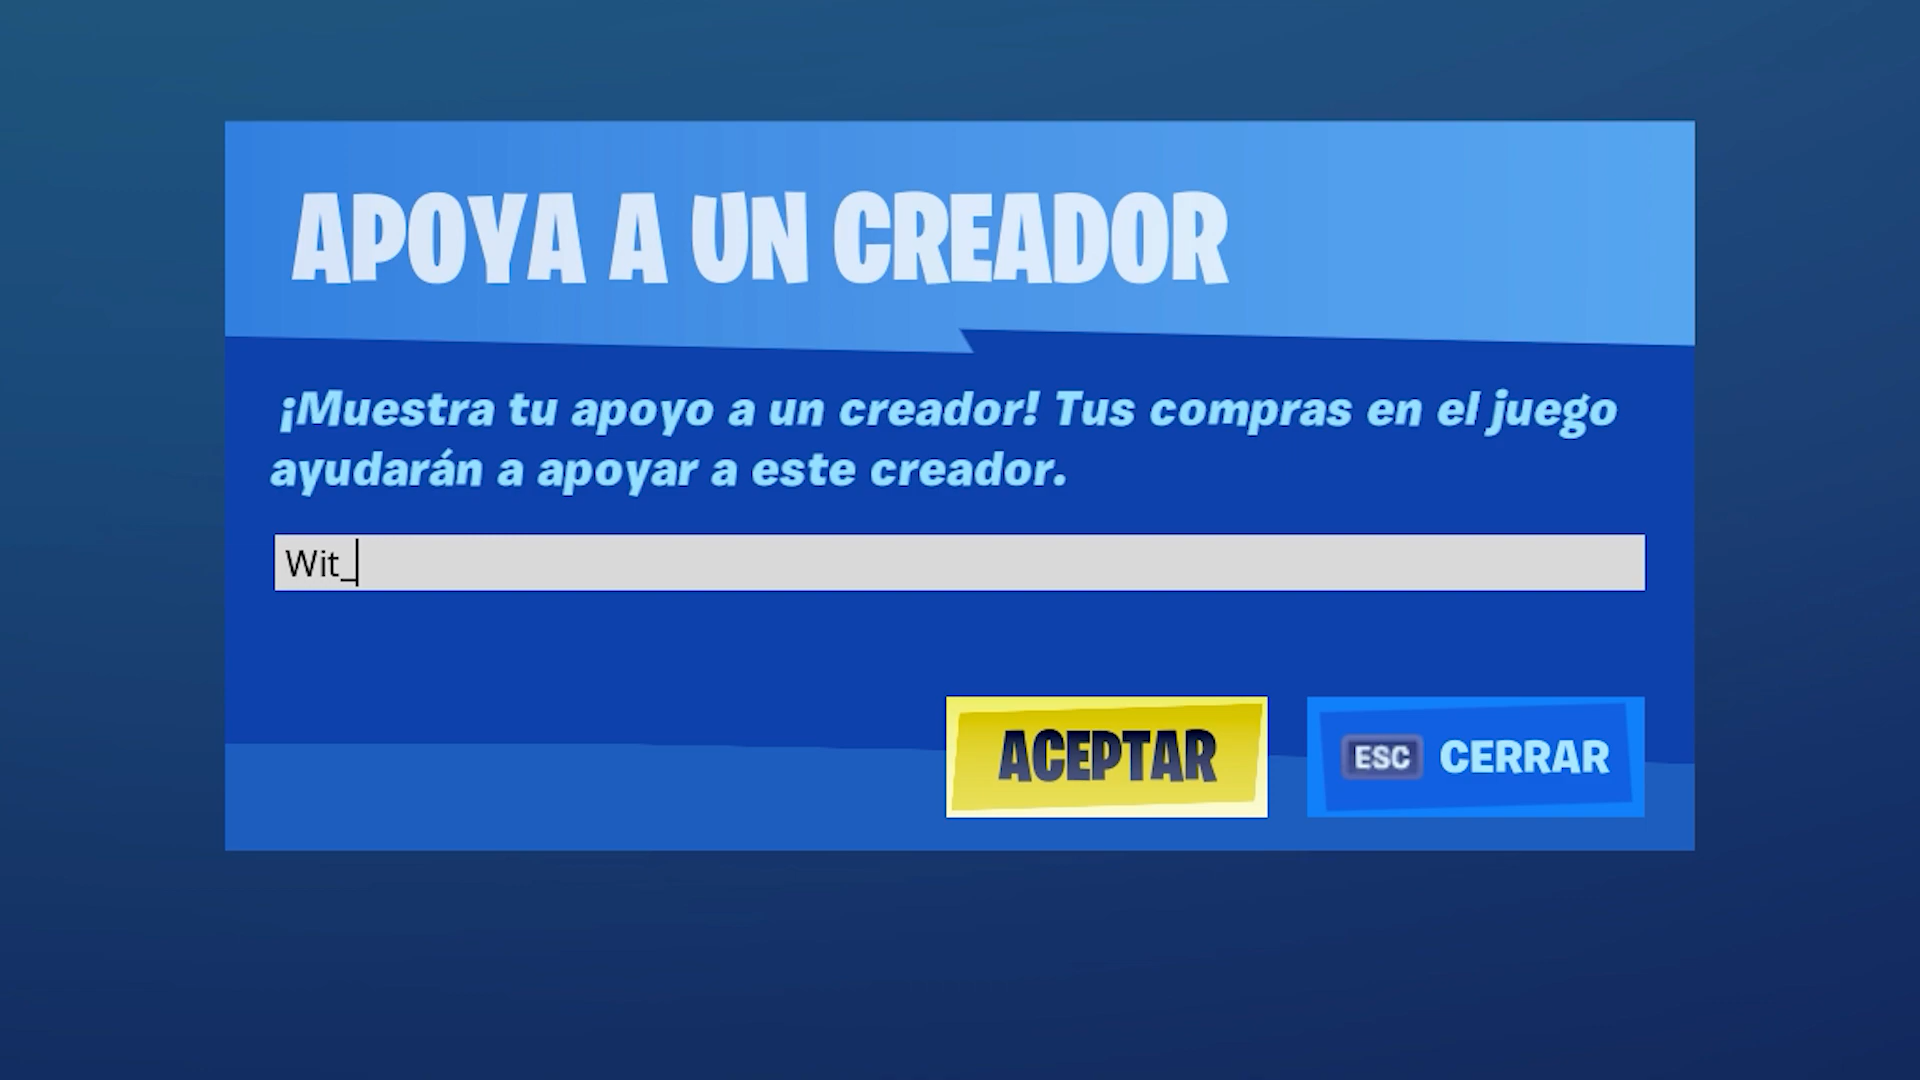 APOYA A UN CREADOR
¡Muestra tu apoyo a un creador! Tus compras en el juego
ayudarán a apoyar a este creador.
Wit_
ACEPTAR
ESC CERRAR